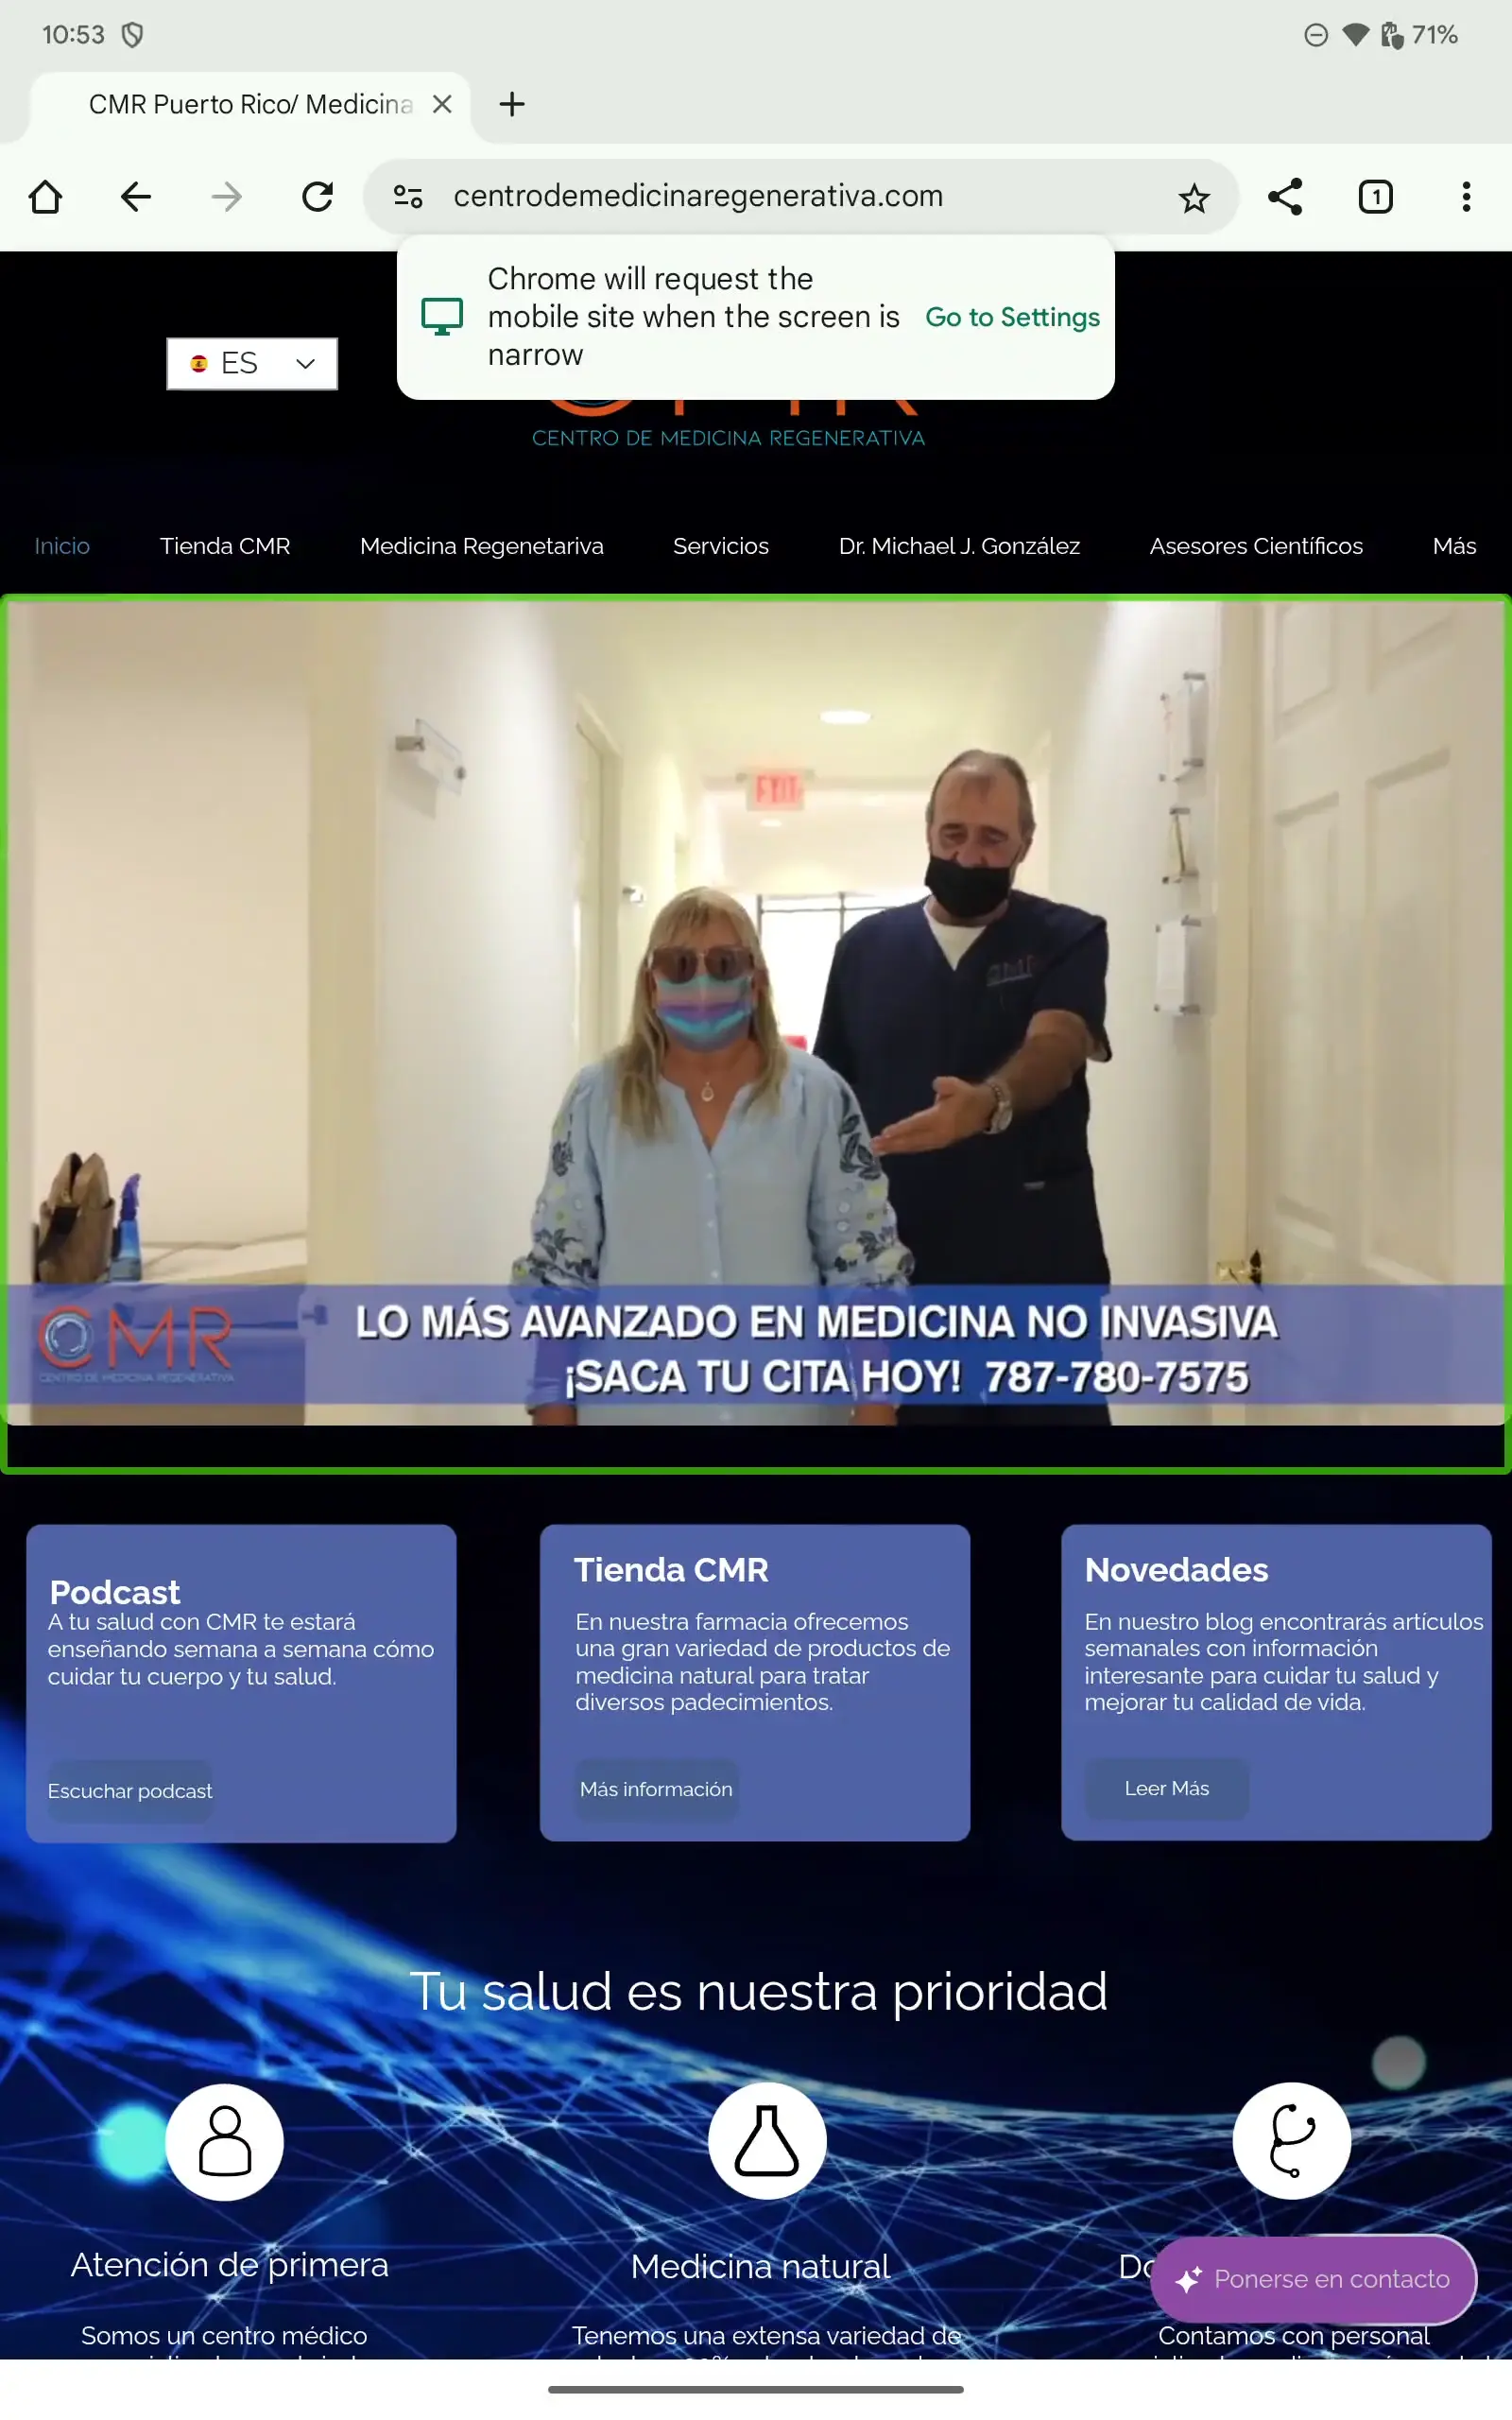 10:53
71%
CMR Puerto Rico/ Medicina
centrodemedicinaregenerativa.com
1
Chrome will request the
mobile site when the screen is
narrow
Go to Settings
ES
CENTRO DE MEDICINA REGENERATIVA
Inicio
Tienda CMR
Medicina Regenetariva
Servicios
Dr. Michael J. González
Asesores Científicos
Más
EXIT
CMR
CMR
CENTRO DE MEDICINA REGENERATIVA
LO MÁS AVANZADO EN MEDICINA NO INVASIVA
¡SACA TU CITA HOY! 787-780-7575
Podcast
A tu salud con CMR te estará
enseñando semana a semana cómo
cuidar tu cuerpo y tu salud.
Escuchar podcast
Tienda CMR
En nuestra farmacia ofrecemos
una gran variedad de productos de
medicina natural para tratar
diversos padecimientos.
Más información
Novedades
En nuestro blog encontrarás artículos
semanales con información
interesante para cuidar tu salud y
mejorar tu calidad de vida.
Leer Más
Tu salud es nuestra prioridad
Atención de primera
Somos un centro médico
Medicina natural
Tenemos una extensa variedad de
Ponerse en contacto
Contamos con personal